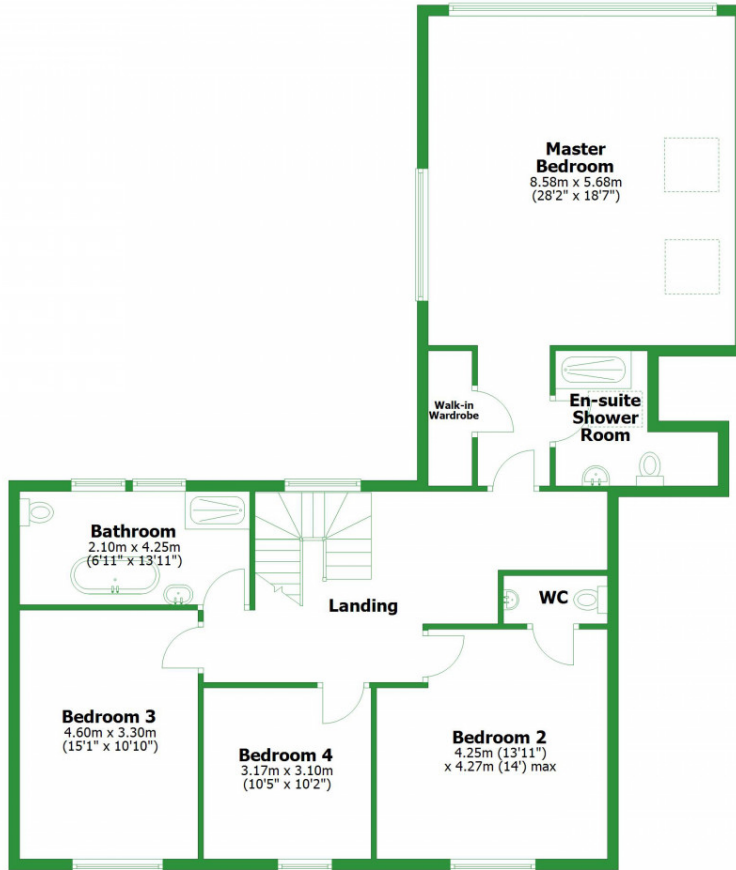 Master
Bedroom
8.58m x 5.68m
(28'2" x 18'7")
Walk-in
Wardrobe
En-suite
Shower
Room
Bathroom
2.10m x 4.25m
(6'11" x 13'11")
Landing
WC
Bedroom 3
4.60m x 3.30m
(15'1" x 10'10")
Bedroom 4
3.17m x 3.10m
(10'5" x 10'2")
Bedroom 2
4.25m (13'11")
x 4.27m (14') max